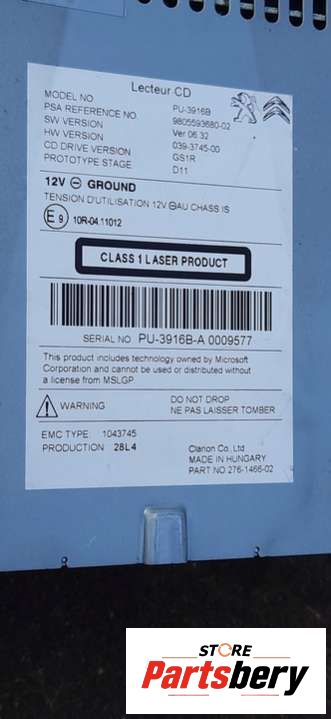 Lecteur CD
MODEL NO PU-3916B
PSA REFERENCE NO. 9805593680-02
SW VERSION Ver 06.32
HW VERSION 039-3745-00
CD DRIVE VERSION GS1R
PROTOTYPE STAGE D11
12V ⊖ GROUND
TENSION D'UTILISATION 12V ⊖AU CHASSIS
E9 10R-04.11012
CLASS 1 LASER PRODUCT
SERIAL NO PU-3916B-A 0009577
This product includes technology owned by Microsoft
Corporation and cannot be used or distributed without
a license from MSLGP.
WARNING DO NOT DROP
NE PAS LAISSER TOMBER
EMC TYPE: 1043745
PRODUCTION 28L4
Clarion Co., Ltd
MADE IN HUNGARY
PART NO 276-1466-02
STORE
Partsbery